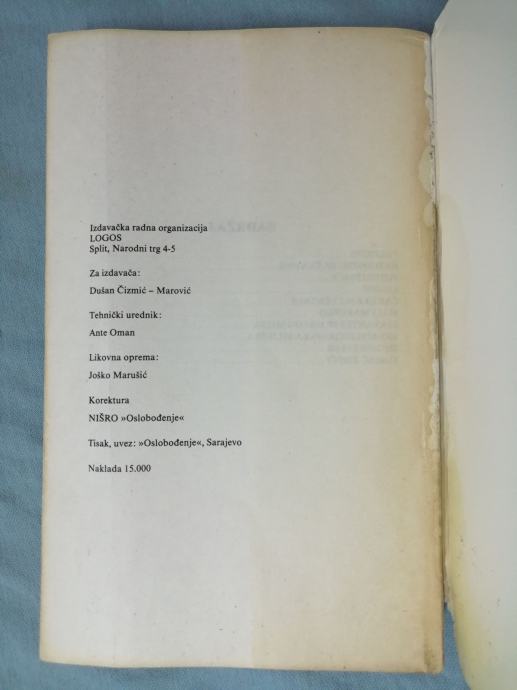 Izdavačka radna organizacija
LOGOS
Split, Narodni trg 4-5
Za izdavača:
Dušan Čizmić – Marović
Tehnički urednik:
Ante Oman
Likovna oprema:
Joško Marušić
Korektura
NIŠRO »Oslobođenje«
Tisak, uvez: »Oslobođenje«, Sarajevo
Naklada 15.000